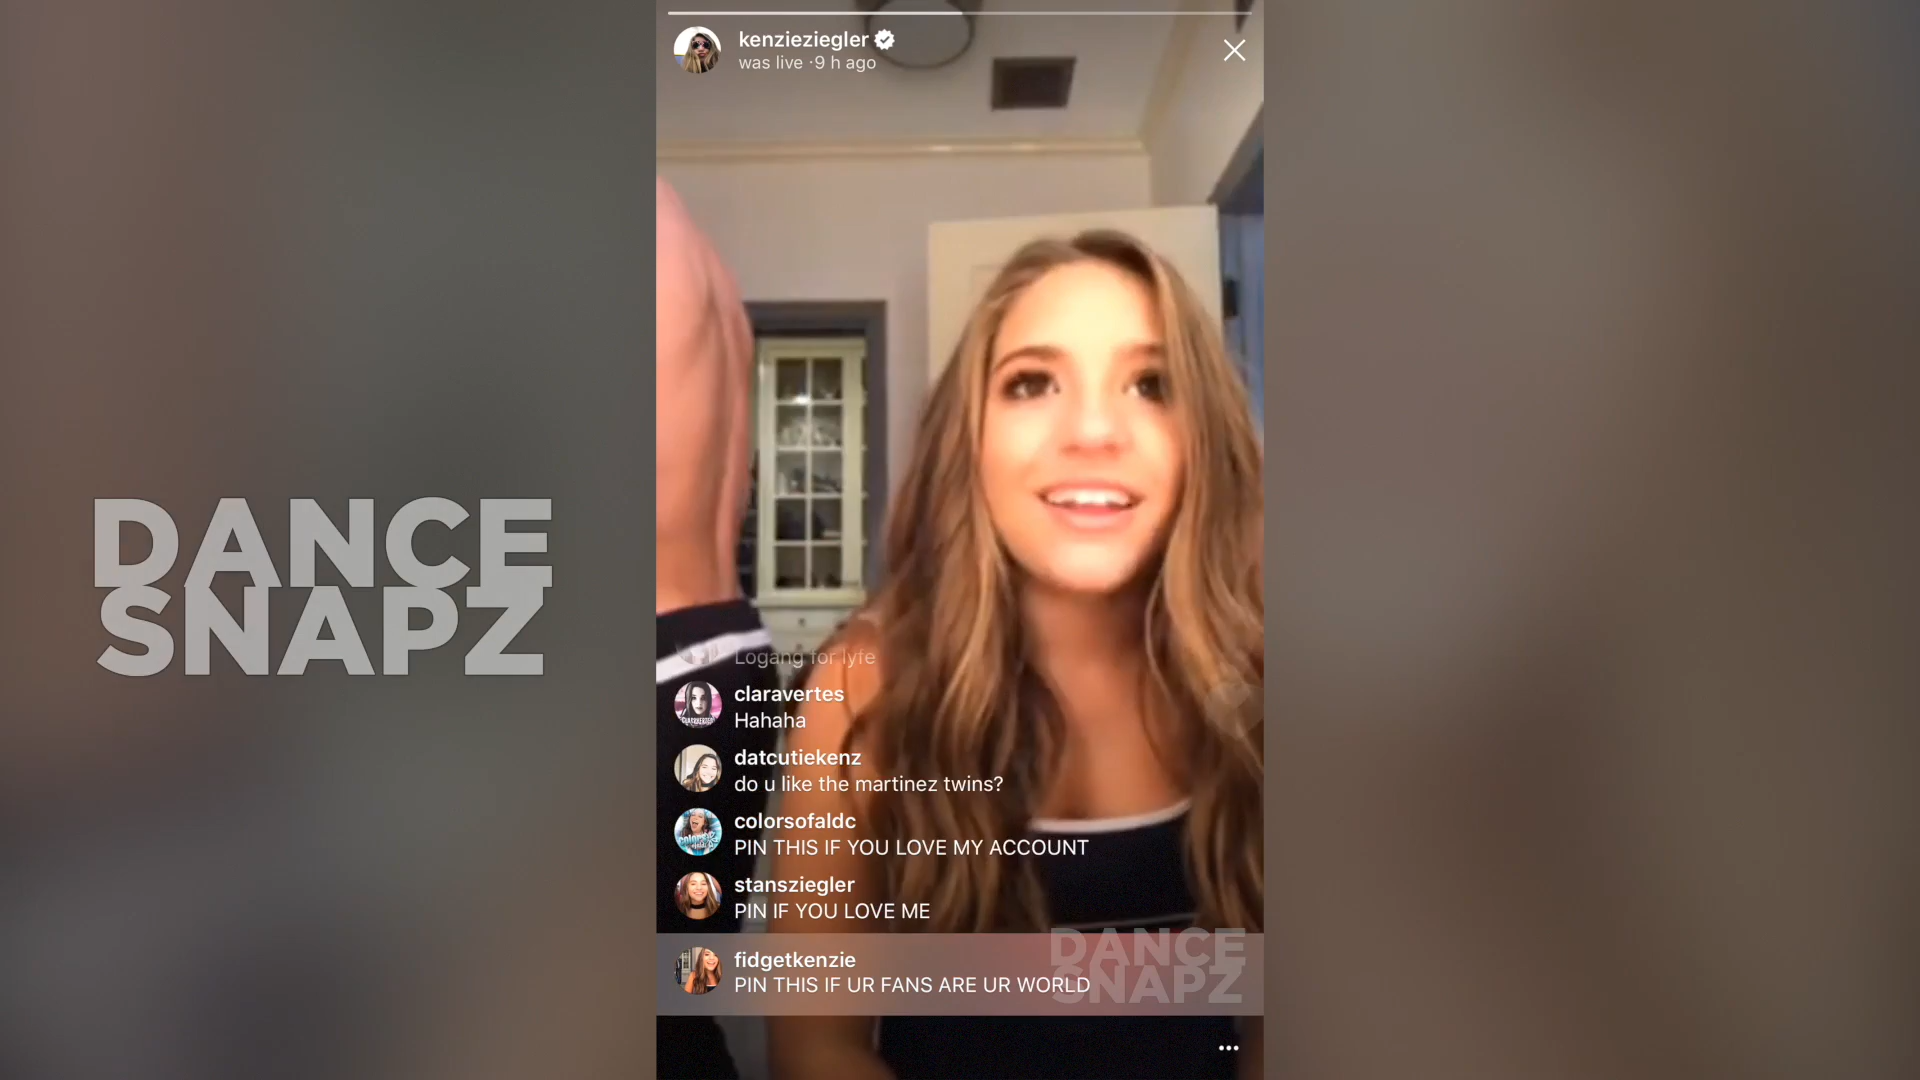 kenzieziegler
was live · 9 h ago
Logang for lyfe
claravertes
Hahaha
datcutiekenz
do u like the martinez twins?
colorsofaldc
PIN THIS IF YOU LOVE MY ACCOUNT
stansziegler
PIN IF YOU LOVE ME
fidgetkenzie
PIN THIS IF UR FANS ARE UR WORLD
DANCE
SNAPZ
DANCE
SNAPZ